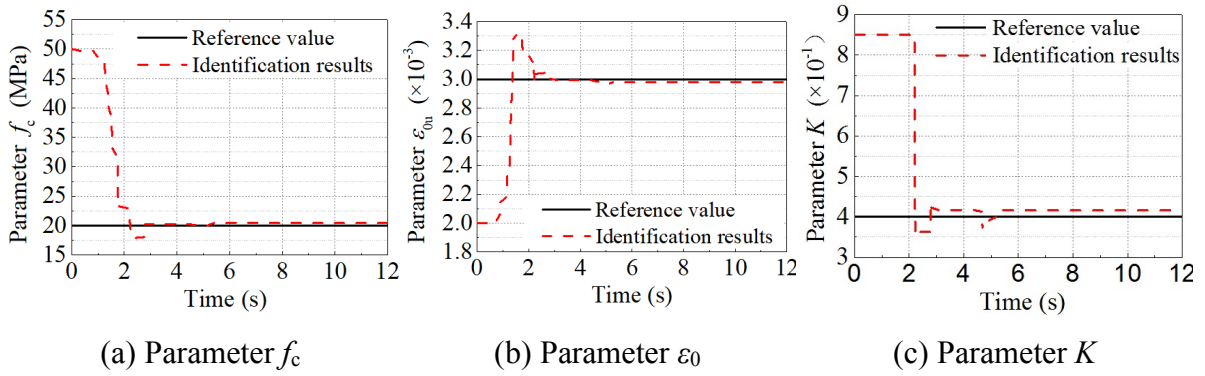 55
50
45
40
35
30
25
20
15
Parameter fc (MPa)
Reference value
Identification results
0 2 4 6 8 10 12
Time (s)
(a) Parameter fc
3.4
3.2
3.0
2.8
2.6
2.4
2.2
2.0
1.8
Parameter ε0u (×10-3)
Reference value
Identification results
0 2 4 6 8 10 12
Time (s)
(b) Parameter ε0
9
8
7
6
5
4
3
Parameter K (×10-1)
Reference value
Identification results
0 2 4 6 8 10 12
Time (s)
(c) Parameter K